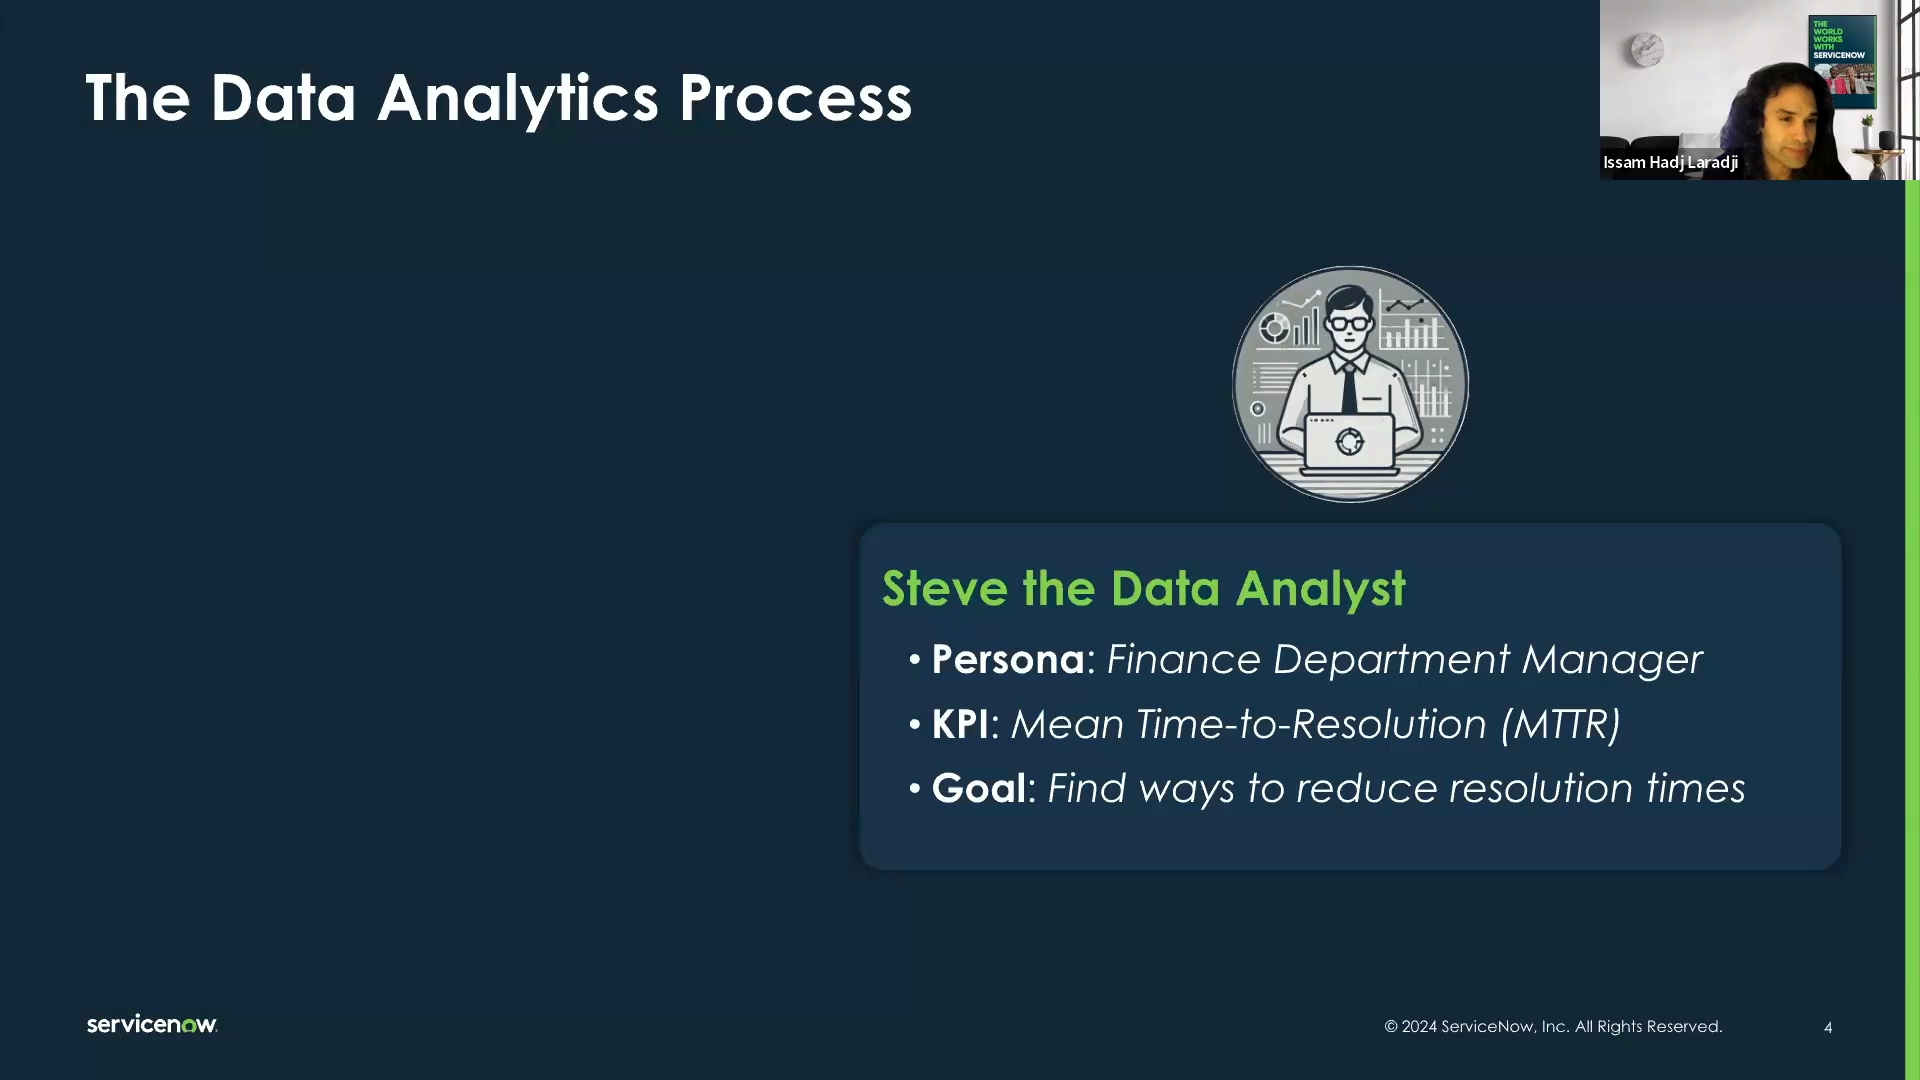 The Data Analytics Process
THE
WORLD
WORKS
WITH
SERVICENOW
Issam Hadj Laradji
Steve the Data Analyst
• Persona: Finance Department Manager
• KPI: Mean Time-to-Resolution (MTTR)
• Goal: Find ways to reduce resolution times
servicenow
© 2024 ServiceNow, Inc. All Rights Reserved.
4